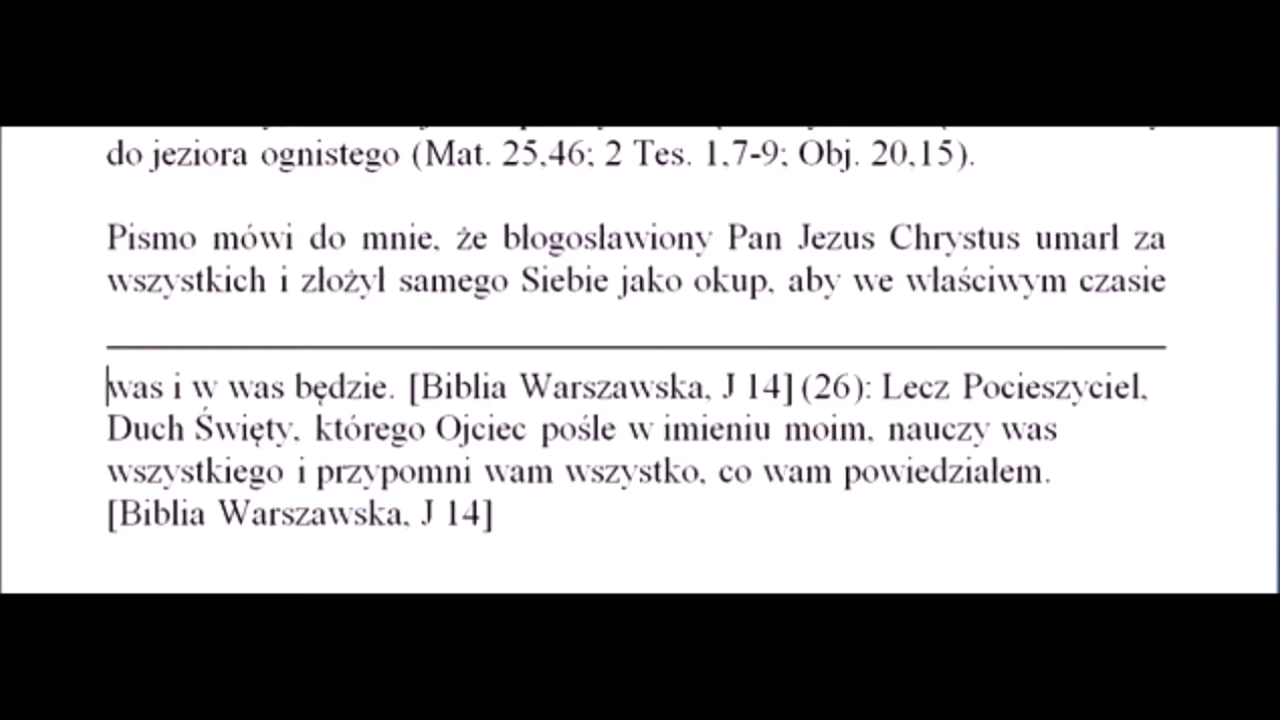 do jeziora ognistego (Mat. 25,46; 2 Tes. 1,7-9; Obj. 20,15).
Pismo mówi do mnie, że błogosławiony Pan Jezus Chrystus umarł za
wszystkich i złożył samego Siebie jako okup, aby we właściwym czasie
was i w was będzie. [Biblia Warszawska, J 14] (26): Lecz Pocieszyciel,
Duch Święty, którego Ojciec pośle w imieniu moim, nauczy was
wszystkiego i przypomni wam wszystko, co wam powiedziałem.
[Biblia Warszawska, J 14]